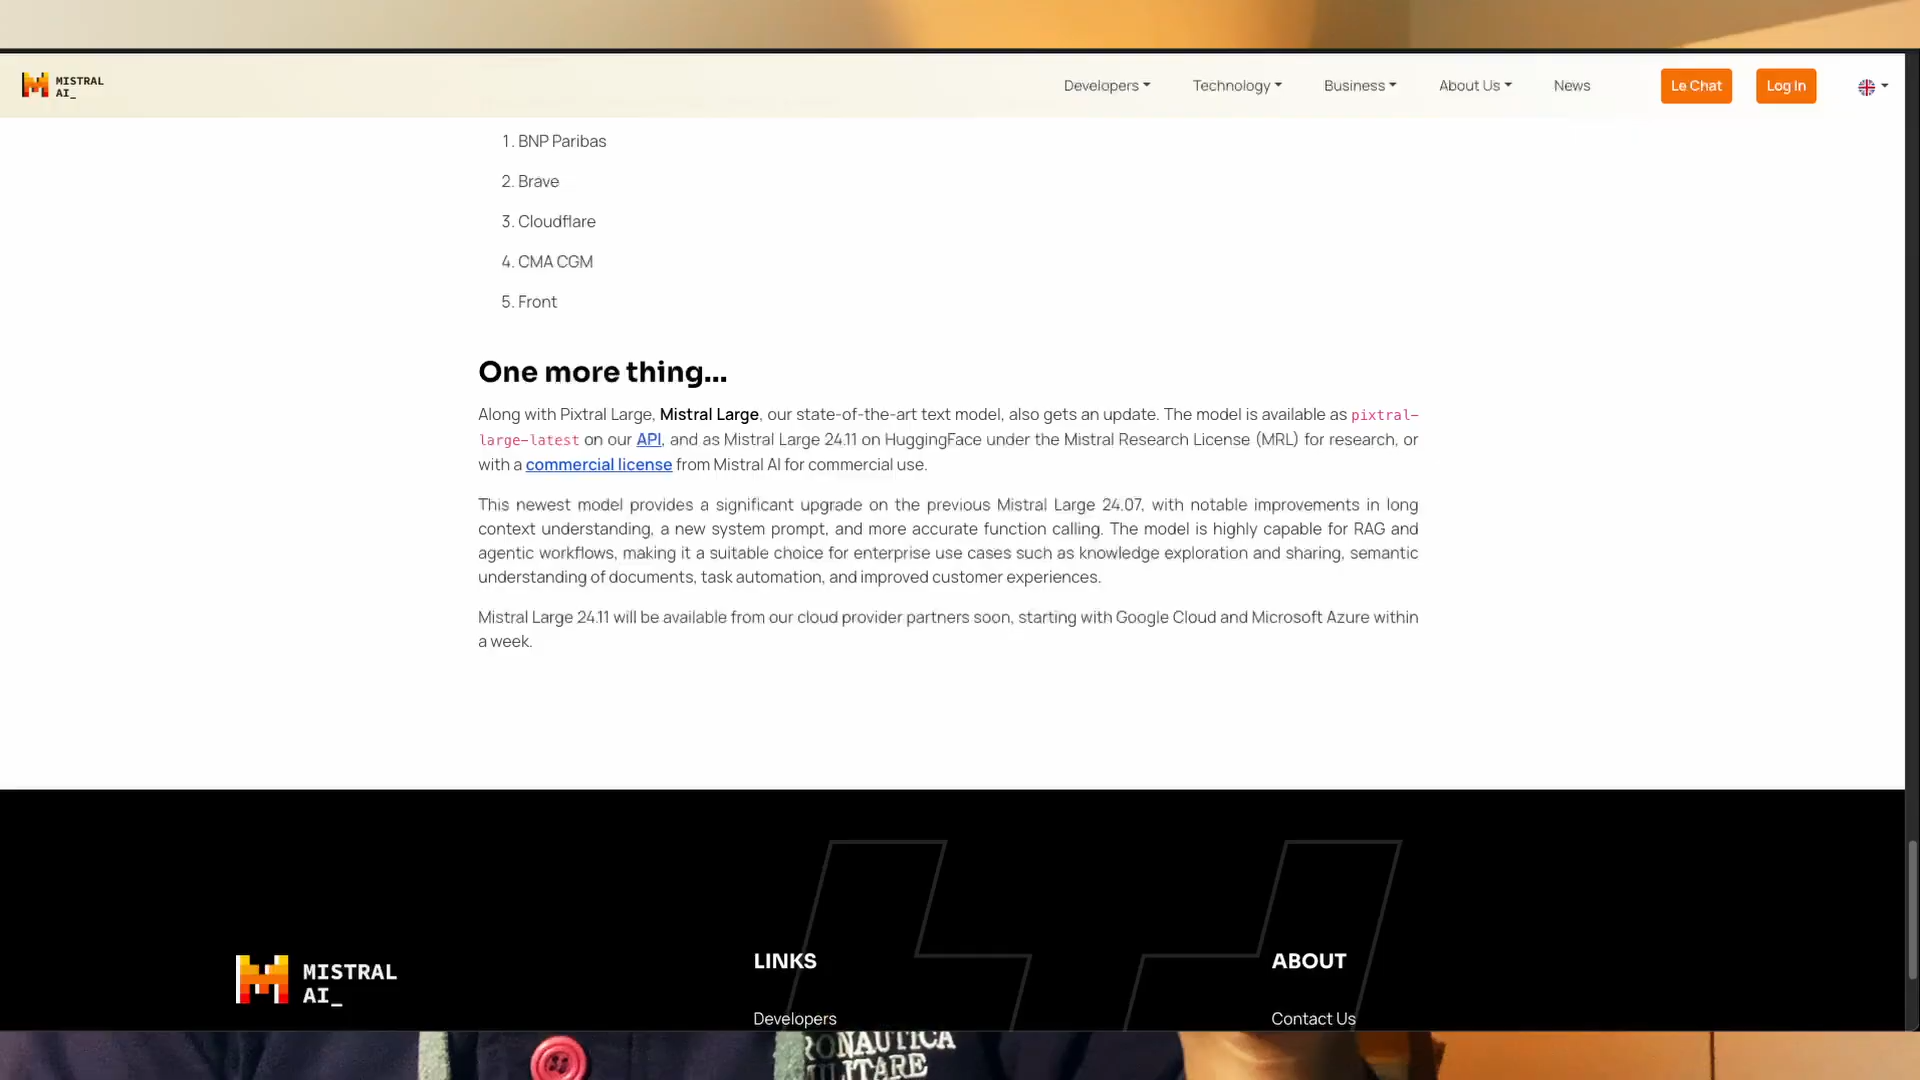 MISTRAL
AI_
Developers
Technology
Business
About Us
News
Le Chat
Log In
1. BNP Paribas
2. Brave
3. Cloudflare
4. CMA CGM
5. Front
One more thing...
Along with Pixtral Large, Mistral Large, our state-of-the-art text model, also gets an update. The model is available as pixtral-
large-latest on our API, and as Mistral Large 24.11 on HuggingFace under the Mistral Research License (MRL) for research, or
with a commercial license from Mistral AI for commercial use.
This newest model provides a significant upgrade on the previous Mistral Large 24.07, with notable improvements in long
context understanding, a new system prompt, and more accurate function calling. The model is highly capable for RAG and
agentic workflows, making it a suitable choice for enterprise use cases such as knowledge exploration and sharing, semantic
understanding of documents, task automation, and improved customer experiences.
Mistral Large 24.11 will be available from our cloud provider partners soon, starting with Google Cloud and Microsoft Azure within
a week.
MISTRAL
AI_
LINKS
Developers
ABOUT
Contact Us